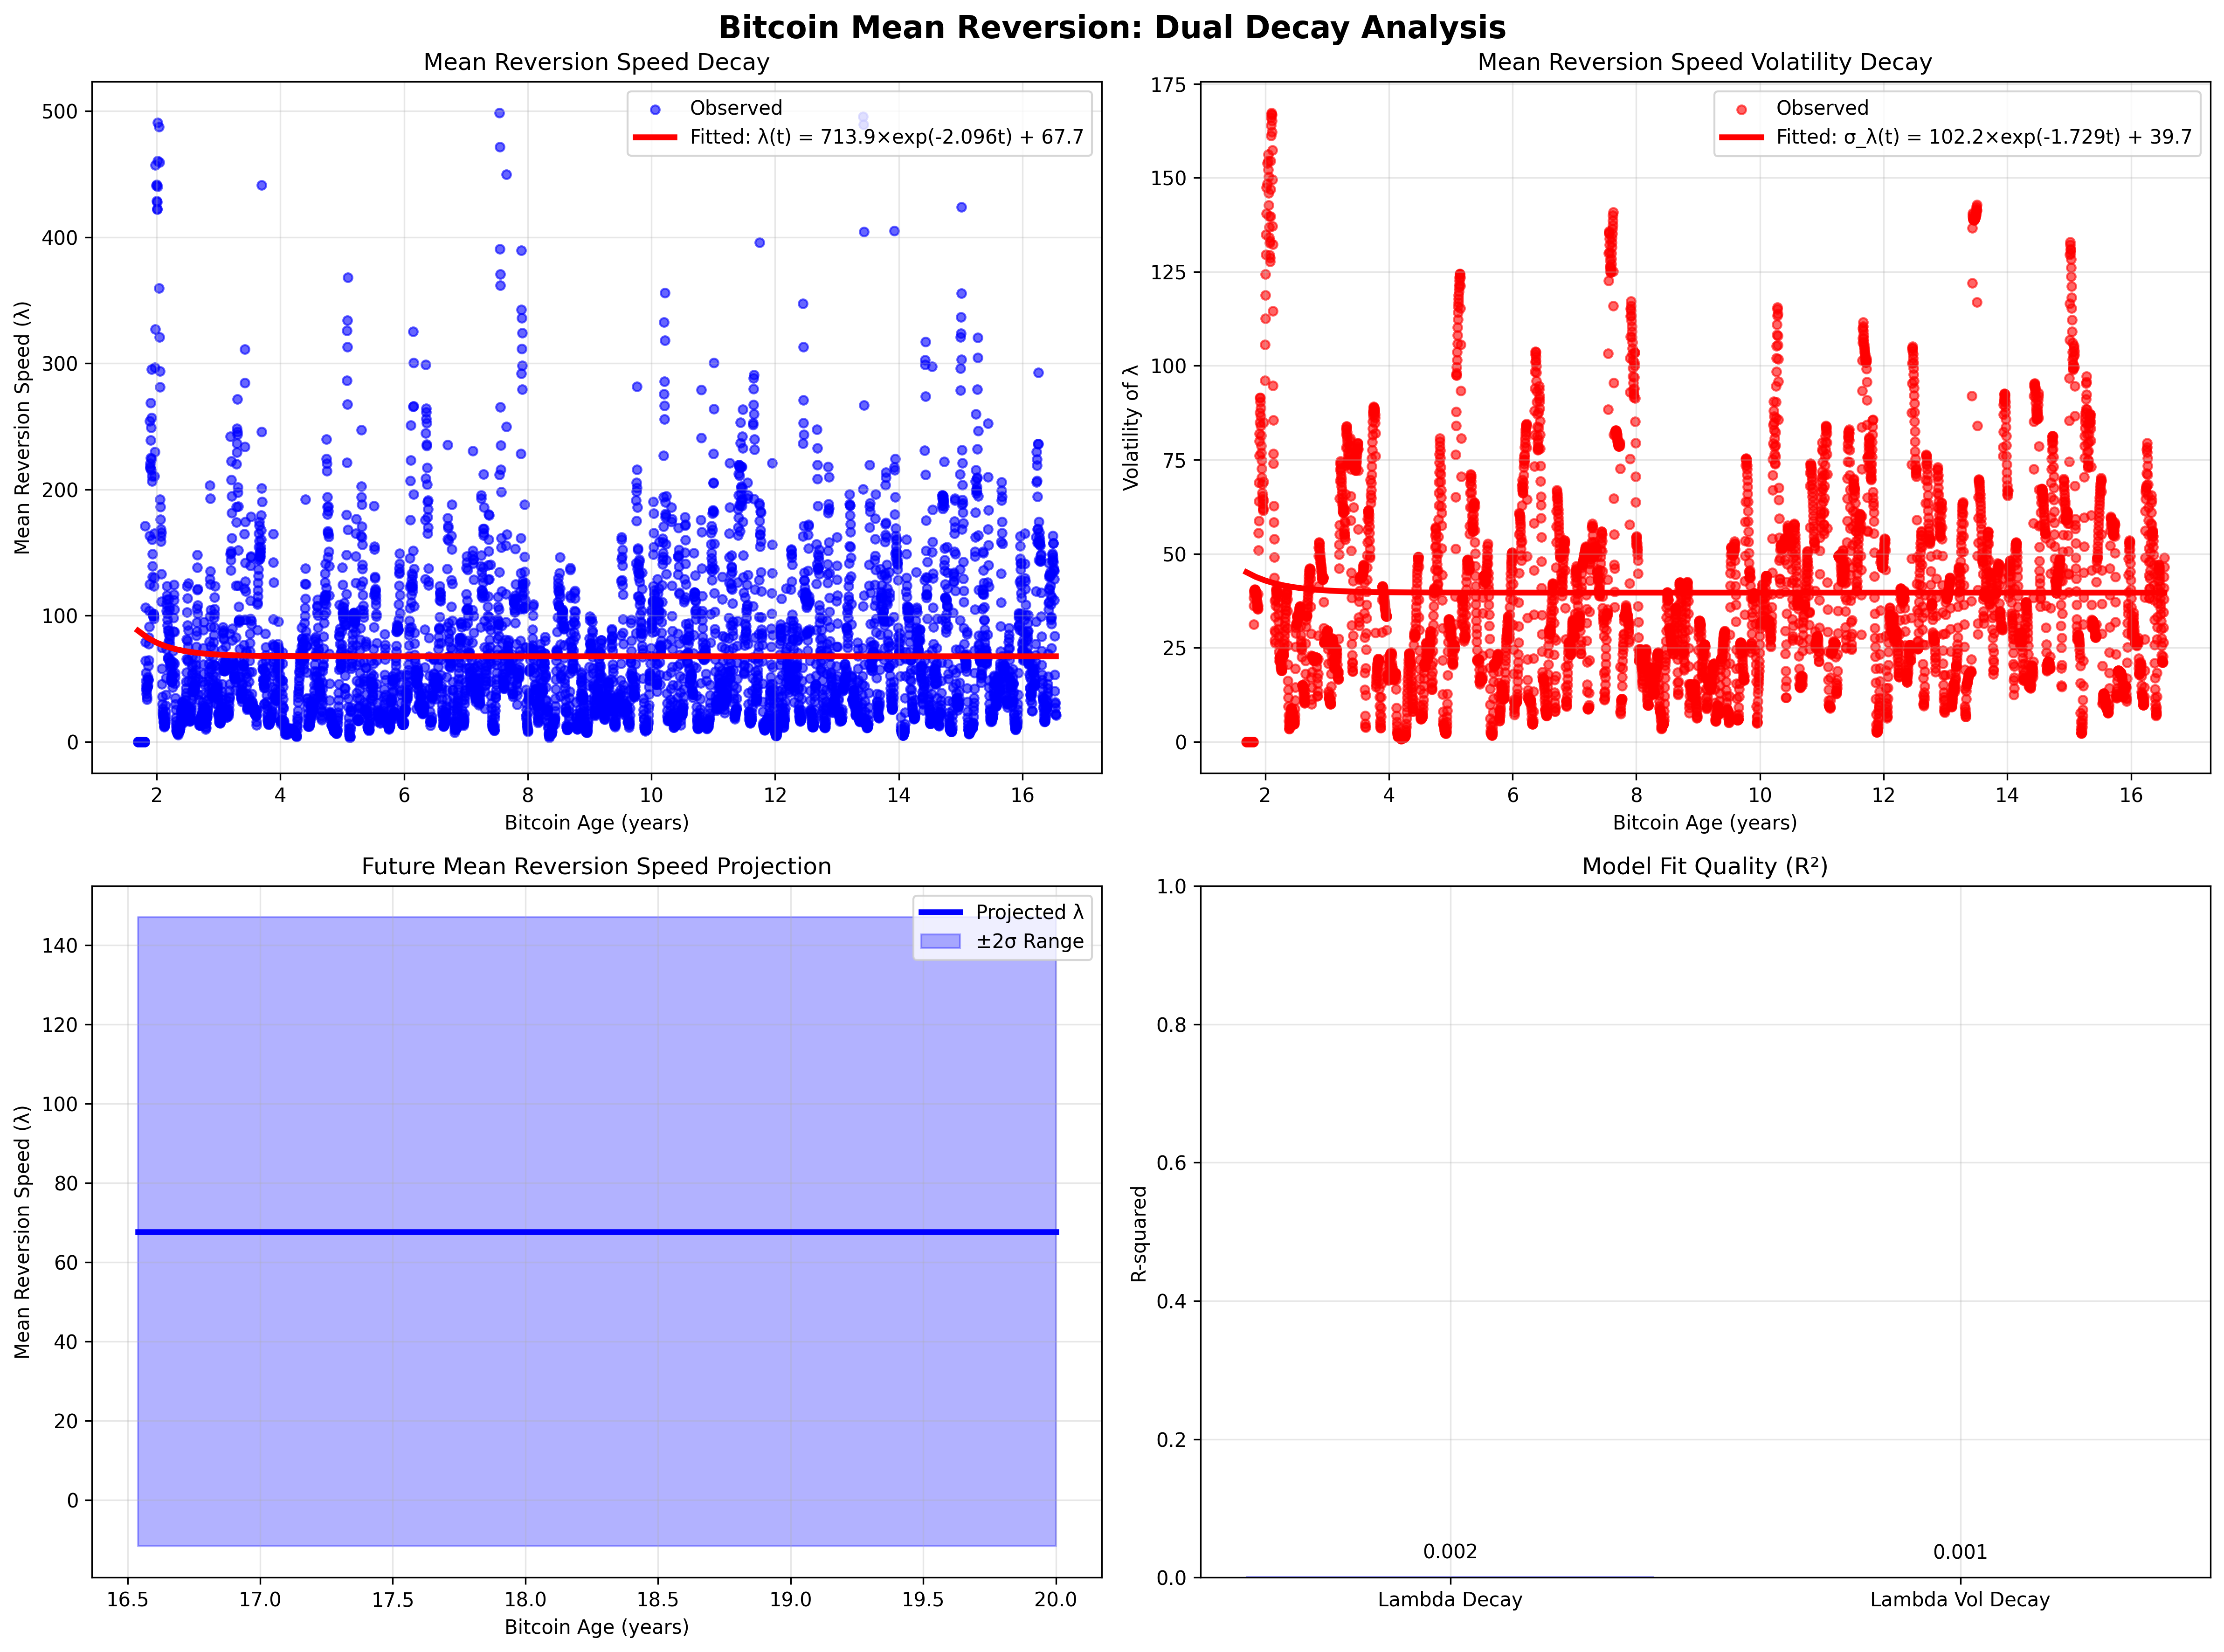 Bitcoin Mean Reversion: Dual Decay Analysis
Mean Reversion Speed Decay
Mean Reversion Speed (λ)
500
400
300
200
100
0
Observed
Fitted: λ(t) = 713.9×exp(-2.096t) + 67.7
2 4 6 8 10 12 14 16
Bitcoin Age (years)
Mean Reversion Speed Volatility Decay
Volatility of λ
175
150
125
100
75
50
25
0
Observed
Fitted: σ_λ(t) = 102.2×exp(-1.729t) + 39.7
2 4 6 8 10 12 14 16
Bitcoin Age (years)
Future Mean Reversion Speed Projection
Mean Reversion Speed (λ)
140
120
100
80
60
40
20
0
Projected λ
±2σ Range
16.5 17.0 17.5 18.0 18.5 19.0 19.5 20.0
Bitcoin Age (years)
Model Fit Quality (R²)
R-squared
1.0
0.8
0.6
0.4
0.2
0.0
0.002 0.001
Lambda Decay Lambda Vol Decay